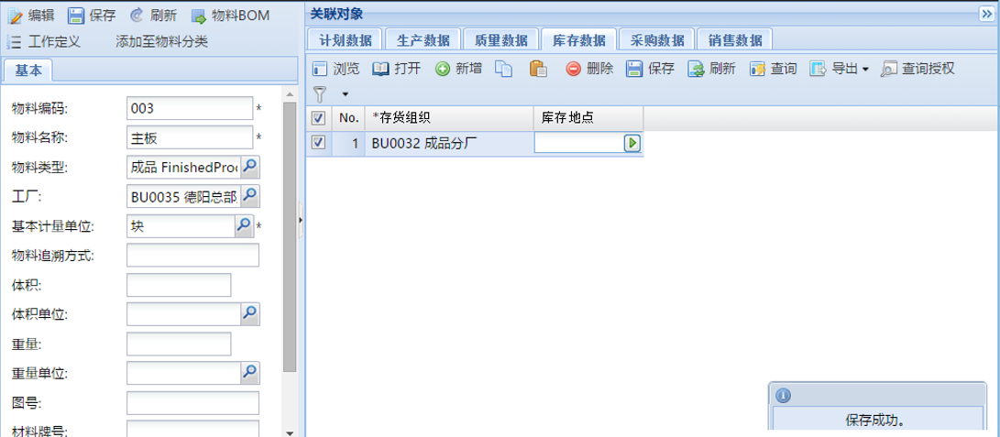 编辑 保存 刷新 物料BOM
工作定义 添加至物料分类
基本
物料编码: 003 *
物料名称: 主板 *
物料类型: 成品 FinishedProd
工厂: BU0035 德阳总部
基本计量单位: 块 *
物料追溯方式:
体积:
体积单位:
重量:
重量单位:
图号:
材料牌号:
关联对象
计划数据 生产数据 质量数据 库存数据 采购数据 销售数据
浏览 打开 新增 删除 保存 刷新 查询 导出 查询授权
No. *存货组织 库存地点
1 BU0032 成品分厂
保存成功。